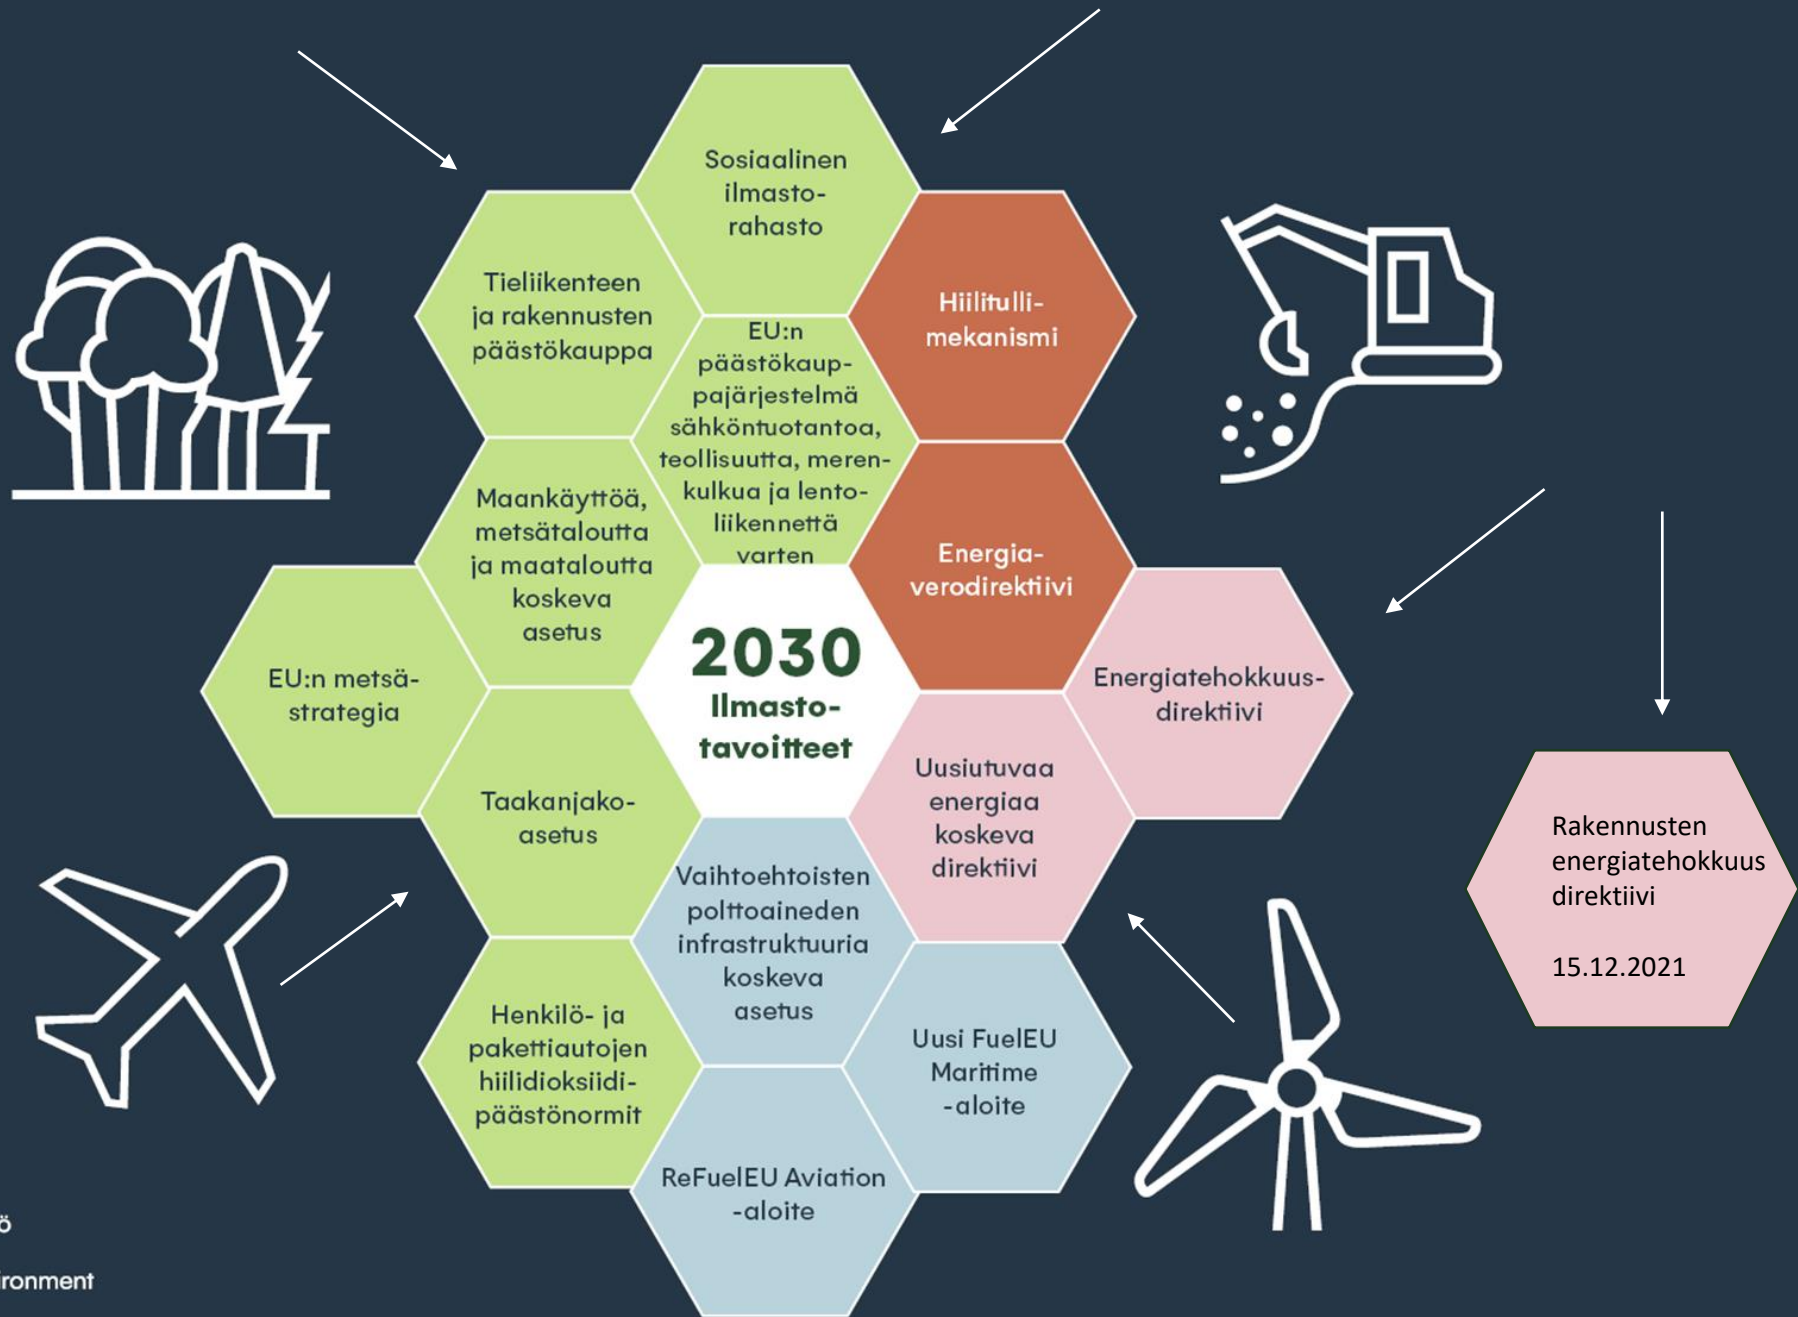 Sosiaalinen
ilmasto-
rahasto
Tieliikenteen
ja rakennusten
päästökauppa
Hiilitulli-
mekanismi
EU:n
päästökaup-
pajärjestelmä
sähköntuotantoa,
teollisuutta, meren-
kulkua ja lento-
liikennettä
varten
Maankäyttöä,
metsätaloutta
ja maataloutta
koskeva
asetus
Energia-
verodirektiivi
EU:n metsä-
strategia
2030
Ilmasto-
tavoitteet
Energiatehokkuus-
direktiivi
Taakanjako-
asetus
Uusiutuvaa
energiaa
koskeva
direktiivi
Rakennusten
energiatehokkuus
direktiivi
15.12.2021
Vaihtoehtoisten
polttoaineden
infrastruktuuria
koskeva
asetus
Henkilö- ja
pakettiautojen
hiilidioksiidi-
päästönormit
Uusi FuelEU
Maritime
-aloite
ReFuelEU Aviation
-aloite
ö
ironment